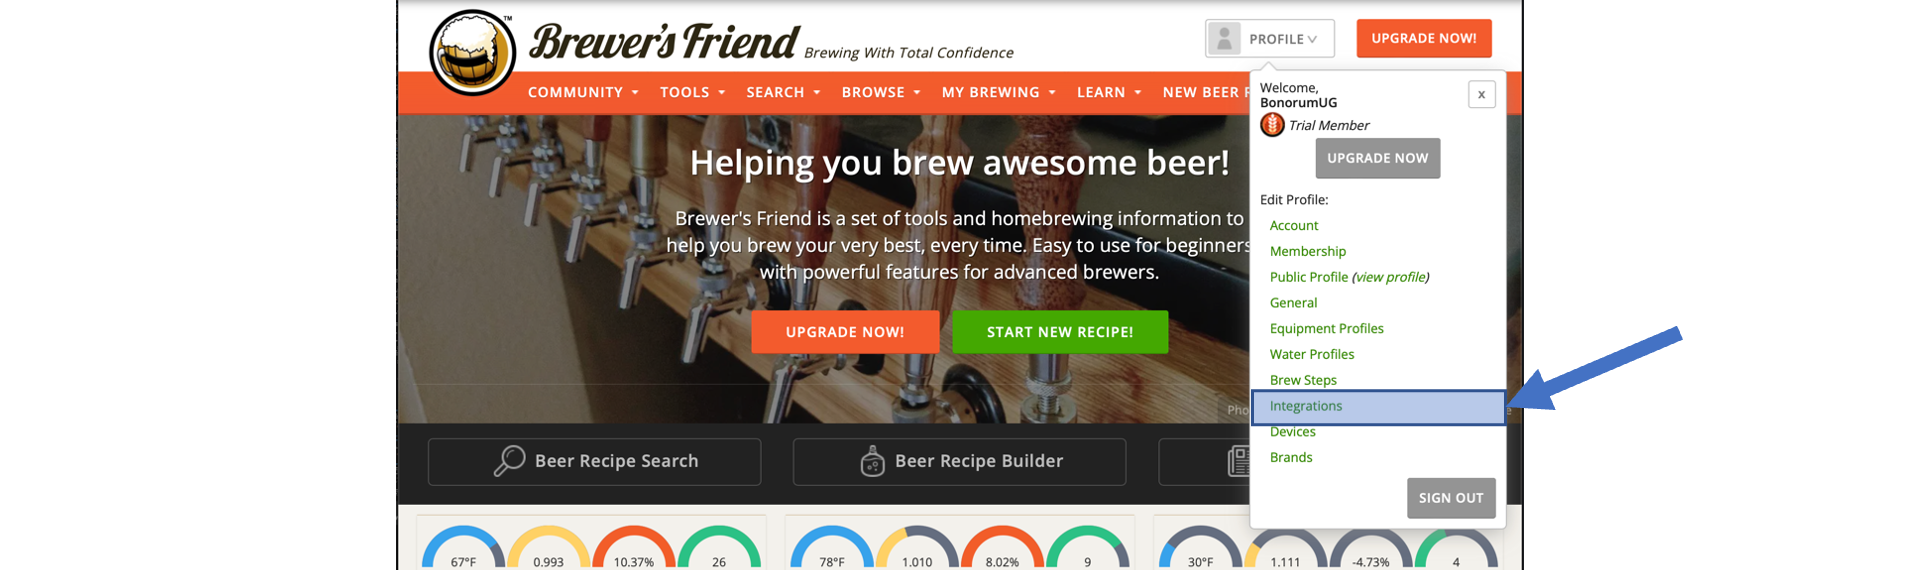 Brewer's Friend
TM
Brewing With Total Confidence
PROFILE
UPGRADE NOW!
COMMUNITY
TOOLS
SEARCH
BROWSE
MY BREWING
LEARN
NEW BEER
Welcome,
BonorumUG
x
Trial Member
UPGRADE NOW
Edit Profile:
Account
Membership
Public Profile (view profile)
General
Equipment Profiles
Water Profiles
Brew Steps
Integrations
Devices
Brands
SIGN OUT
Helping you brew awesome beer!
Brewer's Friend is a set of tools and homebrewing information to
help you brew your very best, every time. Easy to use for beginners
with powerful features for advanced brewers.
UPGRADE NOW!
START NEW RECIPE!
Beer Recipe Search
Beer Recipe Builder
67°F
0.993
10.37%
26
78°F
1.010
8.02%
9
30°F
1.111
-4.73%
4